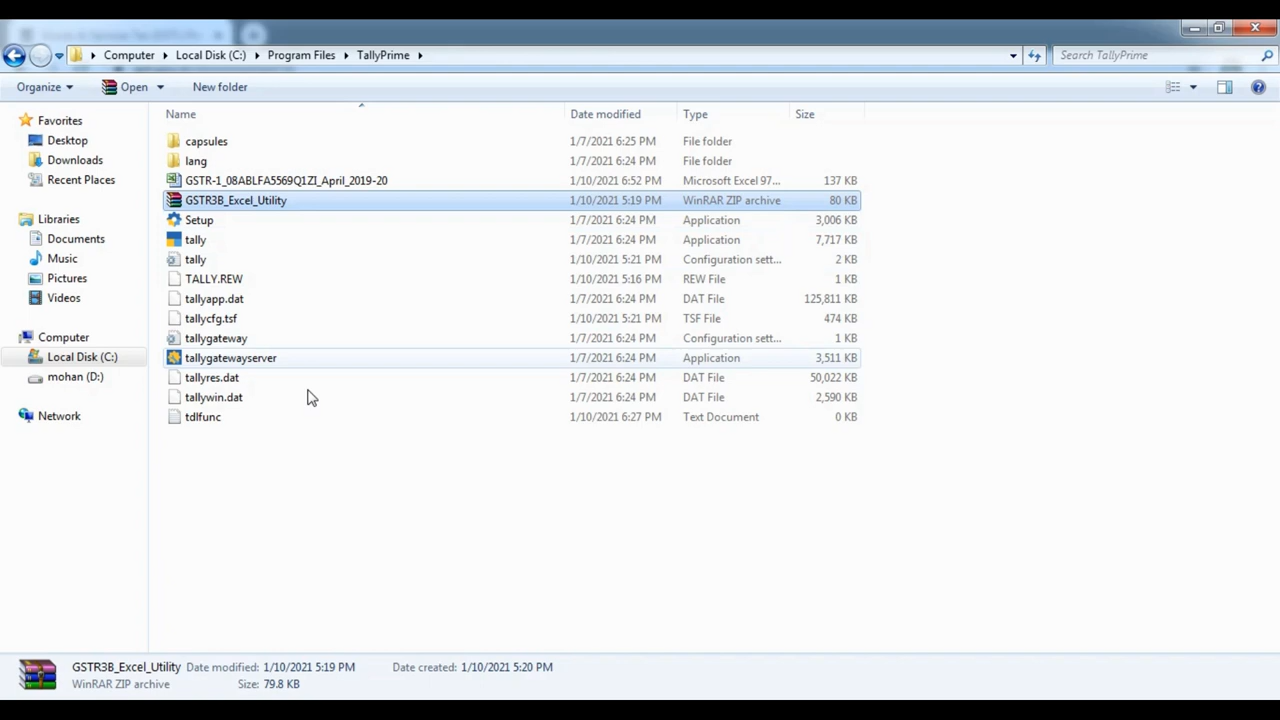 Computer Local Disk (C:) Program Files TallyPrime Search TallyPrime
Organize Open New folder
Name Date modified Type Size
Favorites
Desktop
Downloads
Recent Places
Libraries
Documents
Music
Pictures
Videos
Computer
Local Disk (C:)
mohan (D:)
Network
capsules 1/7/2021 6:25 PM File folder
lang 1/7/2021 6:24 PM File folder
GSTR-1_08ABLFA5569Q1ZI_April_2019-20 1/10/2021 6:52 PM Microsoft Excel 97... 137 KB
GSTR3B_Excel_Utility 1/10/2021 5:19 PM WinRAR ZIP archive 80 KB
Setup 1/7/2021 6:24 PM Application 3,006 KB
tally 1/7/2021 6:24 PM Application 7,717 KB
tally 1/10/2021 5:21 PM Configuration sett... 2 KB
TALLY.REW 1/10/2021 5:16 PM REW File 1 KB
tallyapp.dat 1/7/2021 6:24 PM DAT File 125,811 KB
tallycfg.tsf 1/10/2021 5:21 PM TSF File 474 KB
tallygateway 1/7/2021 6:24 PM Configuration sett... 1 KB
tallygatewayserver 1/7/2021 6:24 PM Application 3,511 KB
tallyres.dat 1/7/2021 6:24 PM DAT File 50,022 KB
tallywin.dat 1/7/2021 6:24 PM DAT File 2,590 KB
tdlfunc 1/10/2021 6:27 PM Text Document 0 KB
GSTR3B_Excel_Utility Date modified: 1/10/2021 5:19 PM Date created: 1/10/2021 5:20 PM
WinRAR ZIP archive Size: 79.8 KB